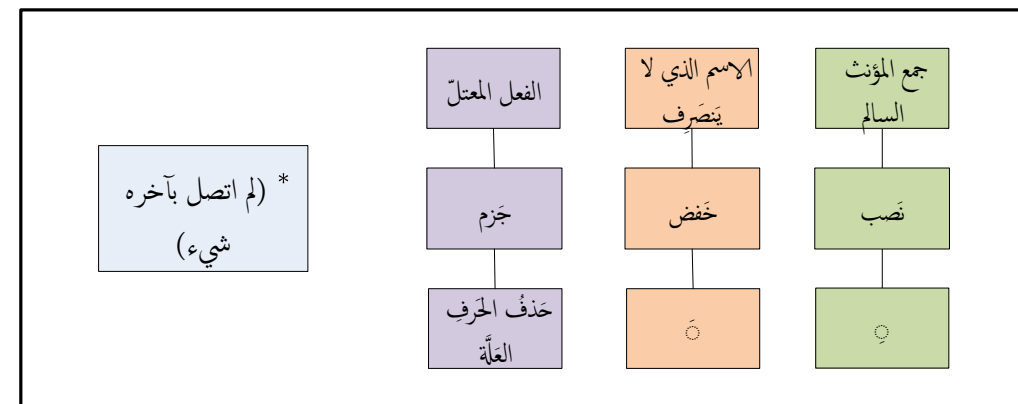 جمع المؤنث
السالم
نَصب
◌ِ
الاسم الذي لا
يَنصَرِف
خَفض
◌َ
الفعل المعتلّ
جَزم
حَذفُ الحَرفِ
العَلَّة
* (لم اتصل بآخره
شيء)